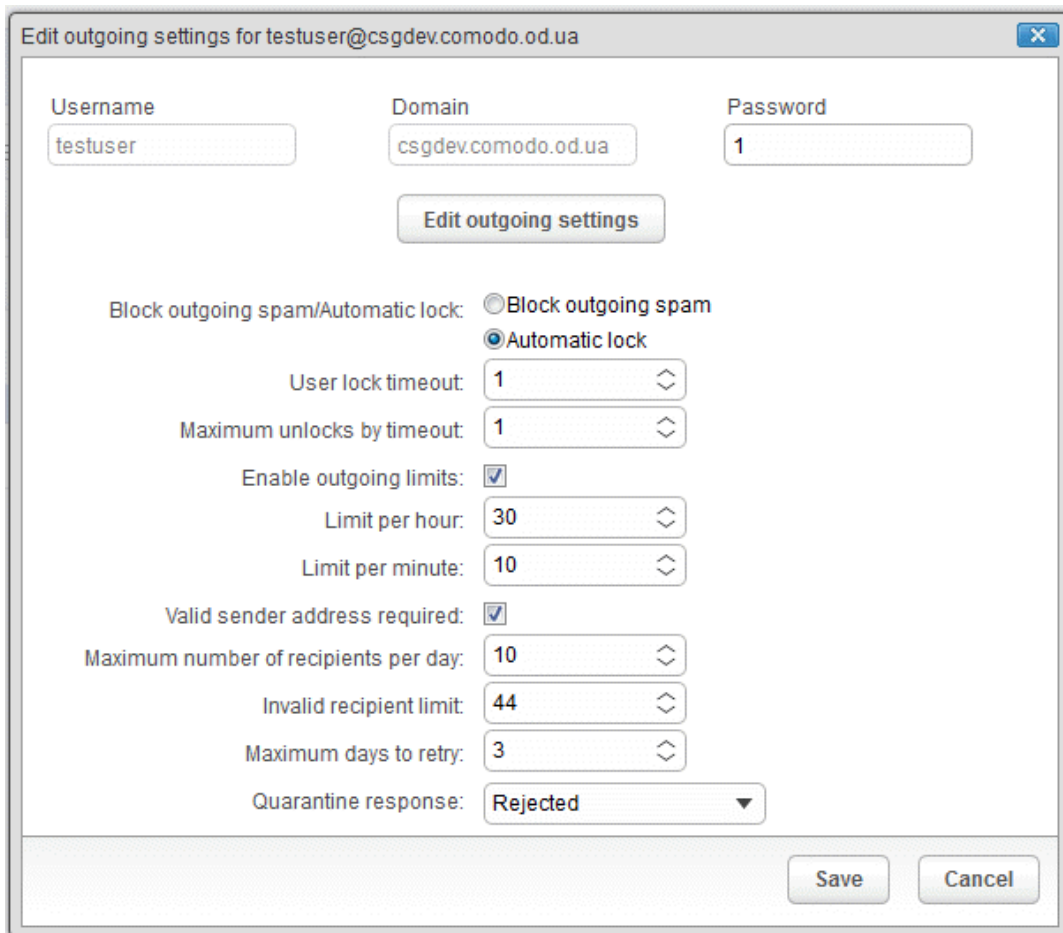 Edit outgoing settings for testuser@csgdev.comodo.od.ua
Username Domain Password
testuser csgdev.comodo.od.ua 1
Edit outgoing settings
Block outgoing spam/Automatic lock: Block outgoing spam
Automatic lock
User lock timeout: 1
Maximum unlocks by timeout: 1
Enable outgoing limits:
Limit per hour: 30
Limit per minute: 10
Valid sender address required:
Maximum number of recipients per day: 10
Invalid recipient limit: 44
Maximum days to retry: 3
Quarantine response: Rejected
Save Cancel